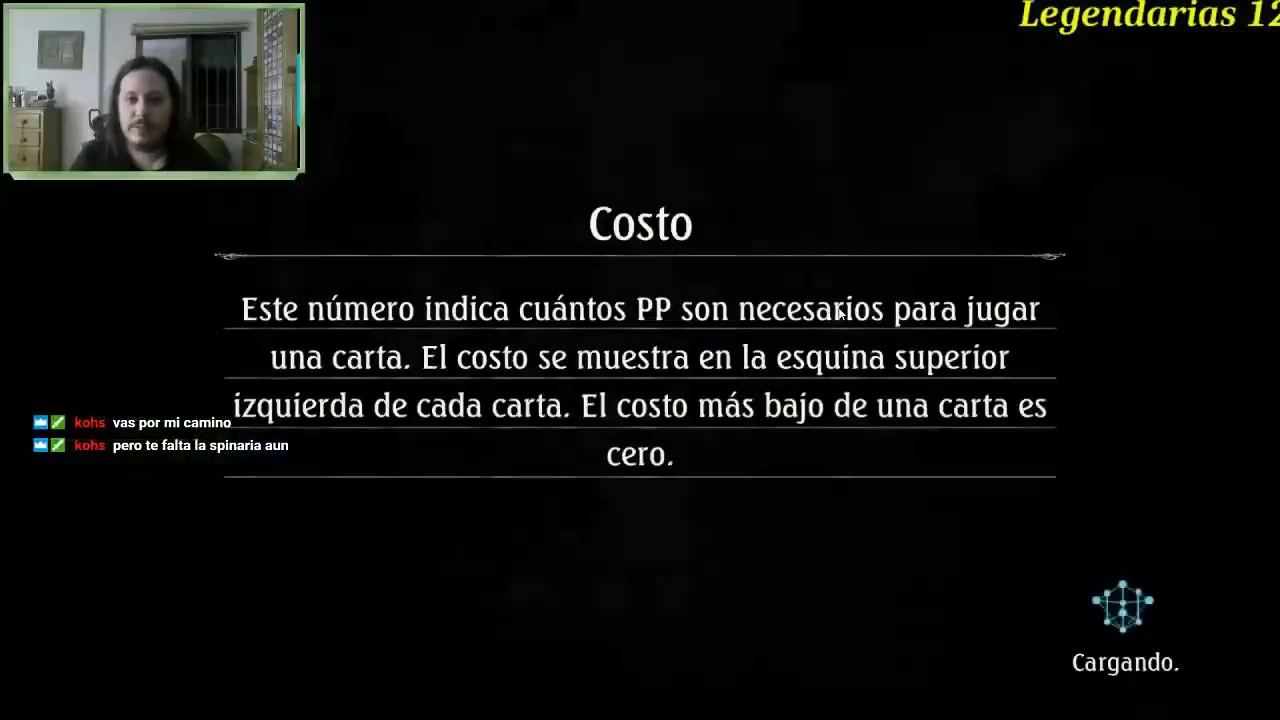 Legendarias 12
Costo
Este número indica cuántos PP son necesarios para jugar
una carta. El costo se muestra en la esquina superior
izquierda de cada carta. El costo más bajo de una carta es
cero.
kohs vas por mi camino
kohs pero te falta la spinaria aun
Cargando.